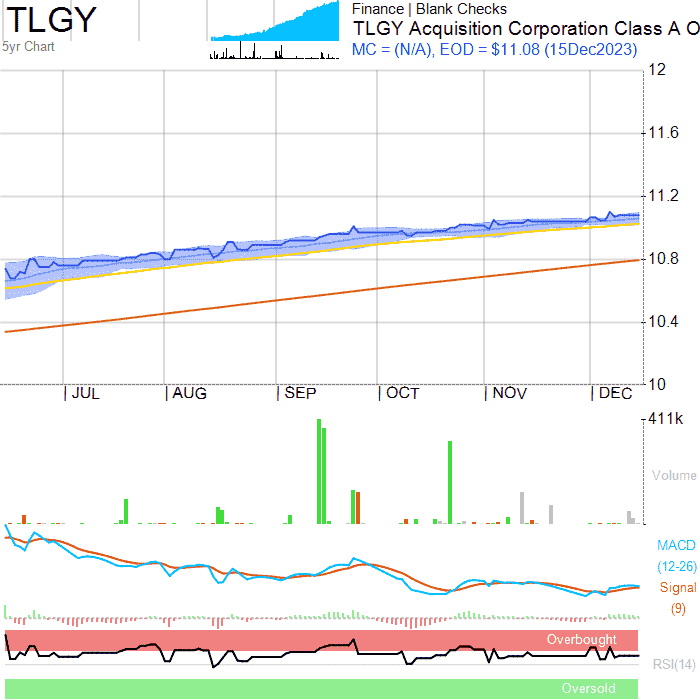 TLGY
5yr Chart
Finance | Blank Checks
TLGY Acquisition Corporation Class A O
MC = (N/A), EOD = $11.08 (15Dec2023)
12
11.6
11.2
10.8
10.4
10
JUL
AUG
SEP
OCT
NOV
DEC
411k
Volume
MACD
(12-26)
Signal
(9)
Overbought
RSI(14)
Oversold